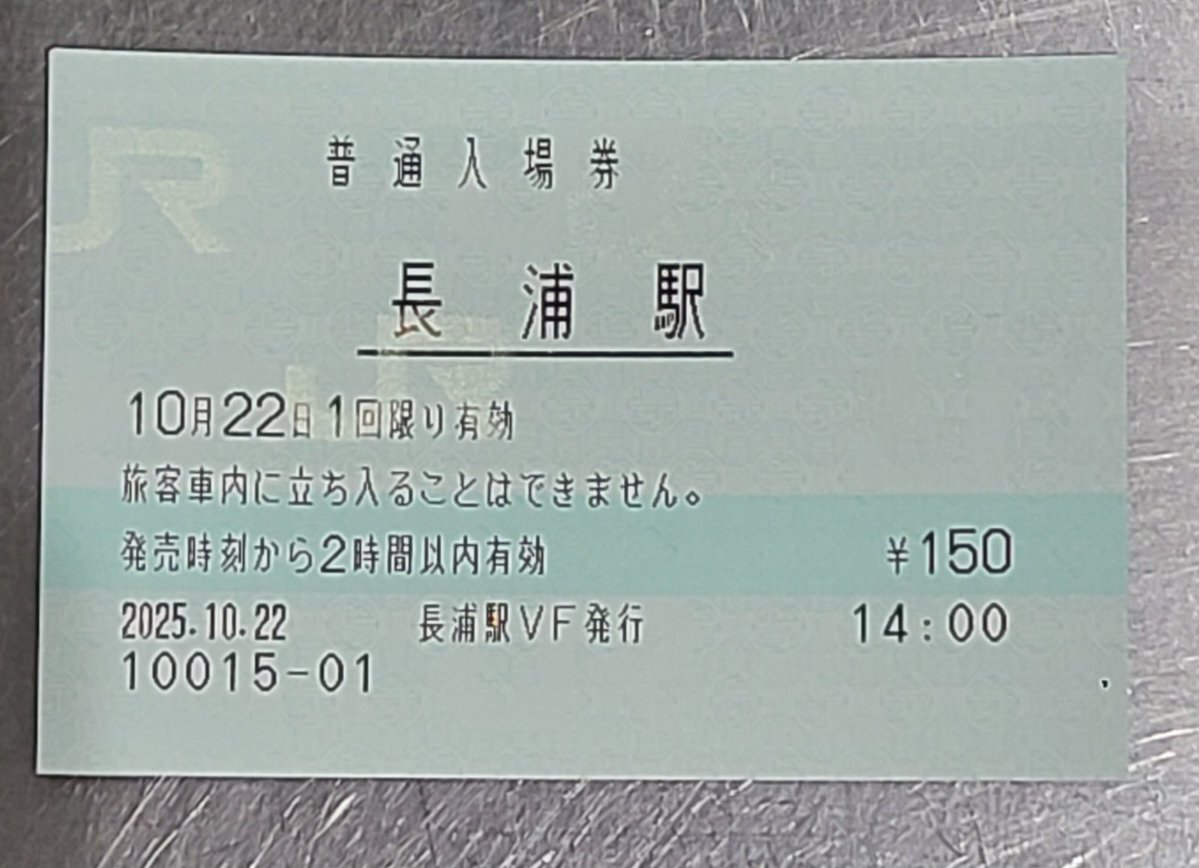 普通入場券
長浦駅
10月22日1回限り有効
旅客車内に立ち入ることはできません。
発売時刻から2時間以内有効 ¥150
2025.10.22 長浦駅VF発行 14:00
10015-01
JR
JR